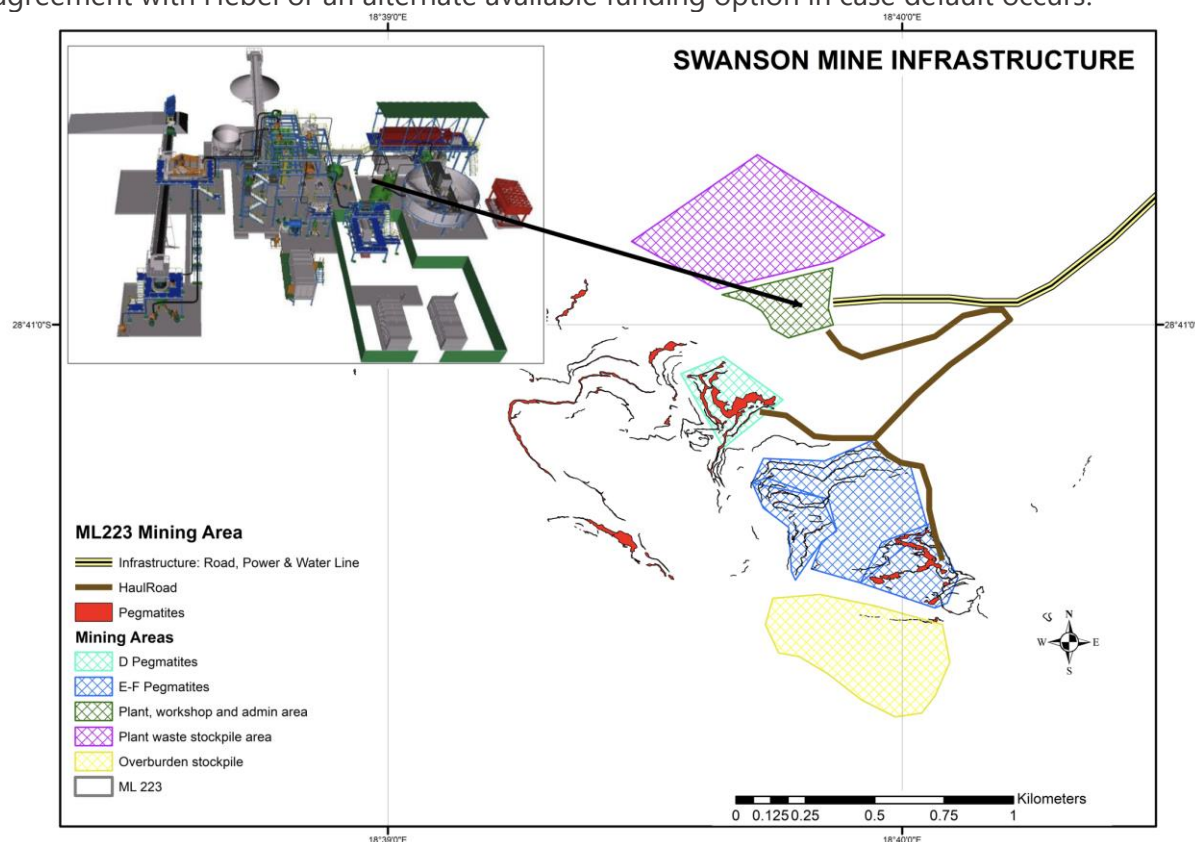 agreement with Hebei or an alternate available funding option in case default occurs.
18°39'0"E
18°40'0"E
SWANSON MINE INFRASTRUCTURE
28°41'0"S
28°41'0"S
ML223 Mining Area
Infrastructure: Road, Power & Water Line
HaulRoad
Pegmatites
Mining Areas
D Pegmatites
E-F Pegmatites
Plant, workshop and admin area
Plant waste stockpile area
Overburden stockpile
ML 223
N
W
E
S
Kilometers
0 0.125 0.25 0.5 0.75 1
18°39'0"E
18°40'0"E